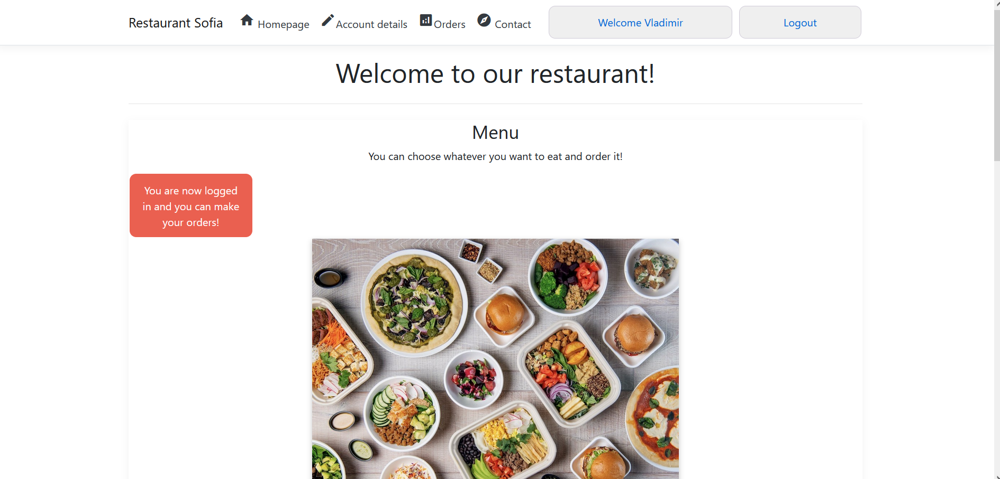 Restaurant Sofia Homepage Account details Orders Contact Welcome Vladimir Logout
Welcome to our restaurant!
Menu
You can choose whatever you want to eat and order it!
You are now logged
in and you can make
your orders!